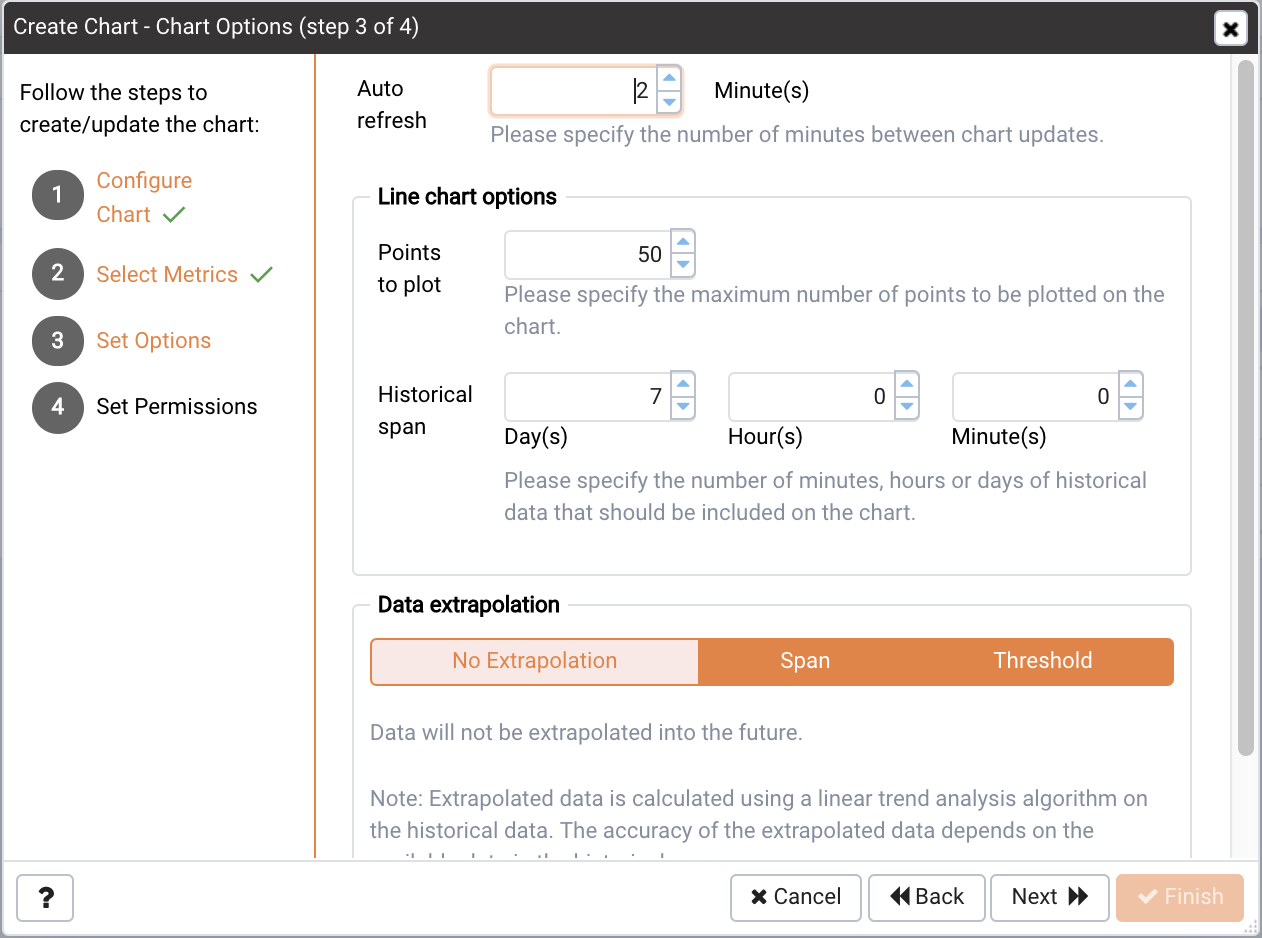 Create Chart - Chart Options (step 3 of 4)
Follow the steps to
create/update the chart:
1
Configure
Chart
2
Select Metrics
3
Set Options
4
Set Permissions
Auto
refresh
2
Minute(s)
Please specify the number of minutes between chart updates.
Line chart options
Points
to plot
50
Please specify the maximum number of points to be plotted on the
chart.
Historical
span
7
0
0
Day(s)
Hour(s)
Minute(s)
Please specify the number of minutes, hours or days of historical
data that should be included on the chart.
Data extrapolation
No Extrapolation
Span
Threshold
Data will not be extrapolated into the future.
Note: Extrapolated data is calculated using a linear trend analysis algorithm on
the historical data. The accuracy of the extrapolated data depends on the
?
Cancel
Back
Next
Finish